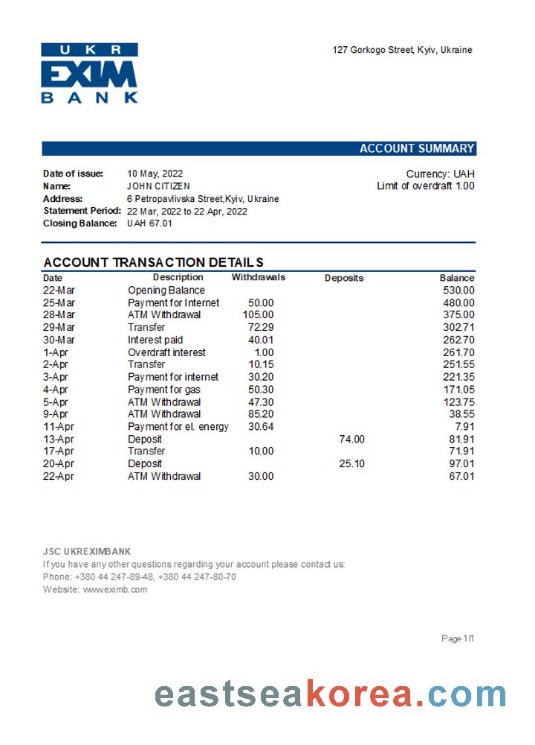 UKR
EXIM
BANK
127 Gorkogo Street, Kyiv, Ukraine
ACCOUNT SUMMARY
Date of issue: 10 May, 2022 Currency: UAH
Name: JOHN CITIZEN Limit of overdraft 1.00
Address: 6 Petropavlivska Street,Kyiv, Ukraine
Statement Period: 22 Mar, 2022 to 22 Apr, 2022
Closing Balance: UAH 67.01
ACCOUNT TRANSACTION DETAILS
Date Description Withdrawals Deposits Balance
22-Mar Opening Balance 530.00
25-Mar Payment for Internet 50.00 480.00
28-Mar ATM Withdrawal 105.00 375.00
29-Mar Transfer 72.29 302.71
30-Mar Interest paid 40.01 262.70
1-Apr Overdraft interest 1.00 261.70
2-Apr Transfer 10.15 251.55
3-Apr Payment for internet 30.20 221.35
4-Apr Payment for gas 50.30 171.05
5-Apr ATM Withdrawal 47.30 123.75
9-Apr ATM Withdrawal 85,20 38.55
11-Apr Payment for el. energy 30.64 7.91
13-Apr Deposit 74.00 81.91
17-Apr Transfer 10.00 71.91
20-Apr Deposit 25.10 97.01
22-Apr ATM Withdrawal 30.00 67.01
JSC UKREXIMBANK
If you have any other questions regarding your account please contact us:
Phone: +380 44 247-89-48, +380 44 247-80-70
Website: www.eximb.com
Page 1/1
eastseakorea.com